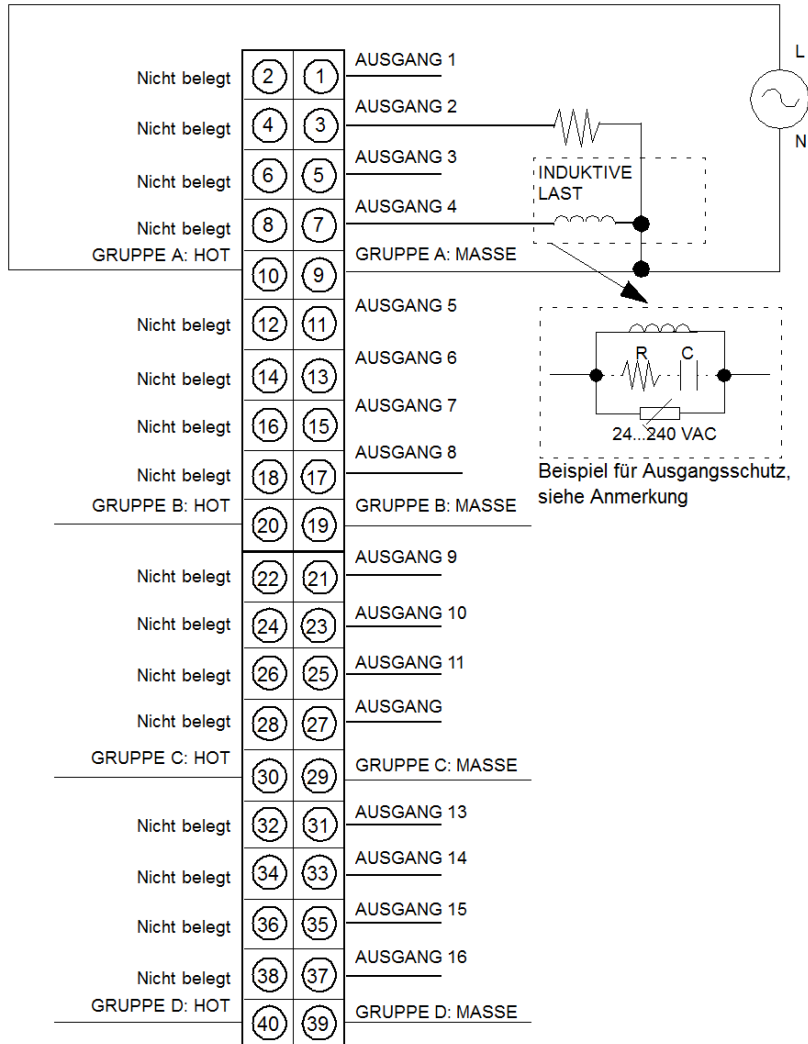 L
AUSGANG 1
Nicht belegt 2 1
N
AUSGANG 2
Nicht belegt 4 3
AUSGANG 3
Nicht belegt 6 5
INDUKTIVE
LAST
AUSGANG 4
Nicht belegt 8 7
GRUPPE A: HOT 10 9 GRUPPE A: MASSE
AUSGANG 5
Nicht belegt 12 11
AUSGANG 6
Nicht belegt 14 13
R C
AUSGANG 7
Nicht belegt 16 15
24...240 VAC
AUSGANG 8
Nicht belegt 18 17
Beispiel für Ausgangsschutz,
siehe Anmerkung
GRUPPE B: HOT 20 19 GRUPPE B: MASSE
AUSGANG 9
Nicht belegt 22 21
AUSGANG 10
Nicht belegt 24 23
AUSGANG 11
Nicht belegt 26 25
AUSGANG
Nicht belegt 28 27
GRUPPE C: HOT 30 29 GRUPPE C: MASSE
AUSGANG 13
Nicht belegt 32 31
AUSGANG 14
Nicht belegt 34 33
AUSGANG 15
Nicht belegt 36 35
AUSGANG 16
Nicht belegt 38 37
GRUPPE D: HOT 40 39 GRUPPE D: MASSE